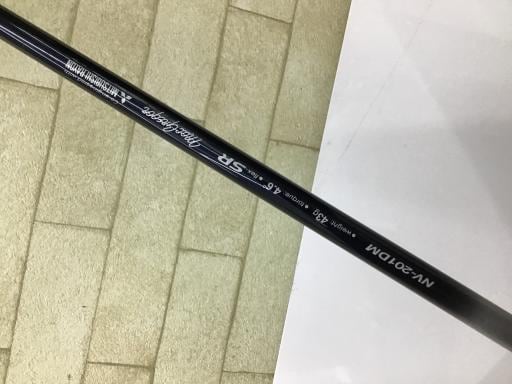 NV-201DM
• weight: 43g • torque: 4.6° • flex: SR
MacGregor
MITSUBISHI RAYON